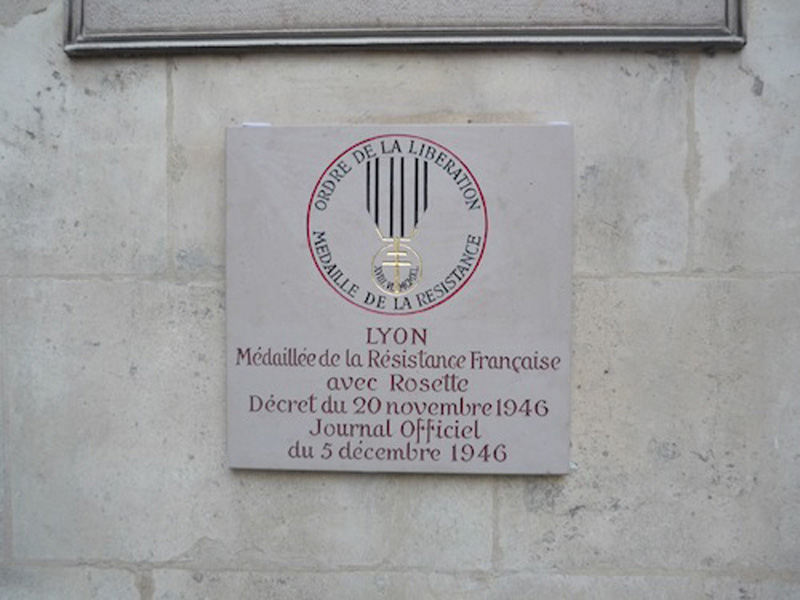 ORDRE DE LA LIBERATION
MEDAILLE DE LA RESISTANCE
LYON
Médaillée de la Résistance Française
avec Rosette
Décret du 20 novembre 1946
Journal Officiel
du 5 décembre 1946